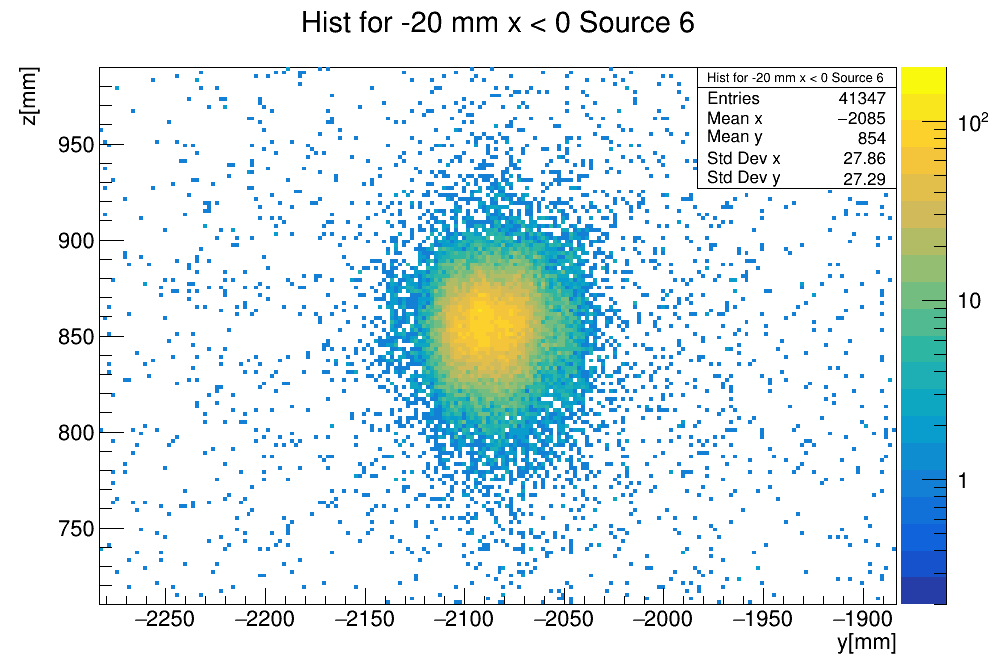 Hist for -20 mm x < 0 Source 6
z[mm]
Hist for -20 mm x < 0 Source 6
Entries 41347
Mean x −2085
Mean y 854
Std Dev x 27.86
Std Dev y 27.29
950
900
850
800
750
−2250 −2200 −2150 −2100 −2050 −2000 −1950 −1900
y[mm]
10²
10
1